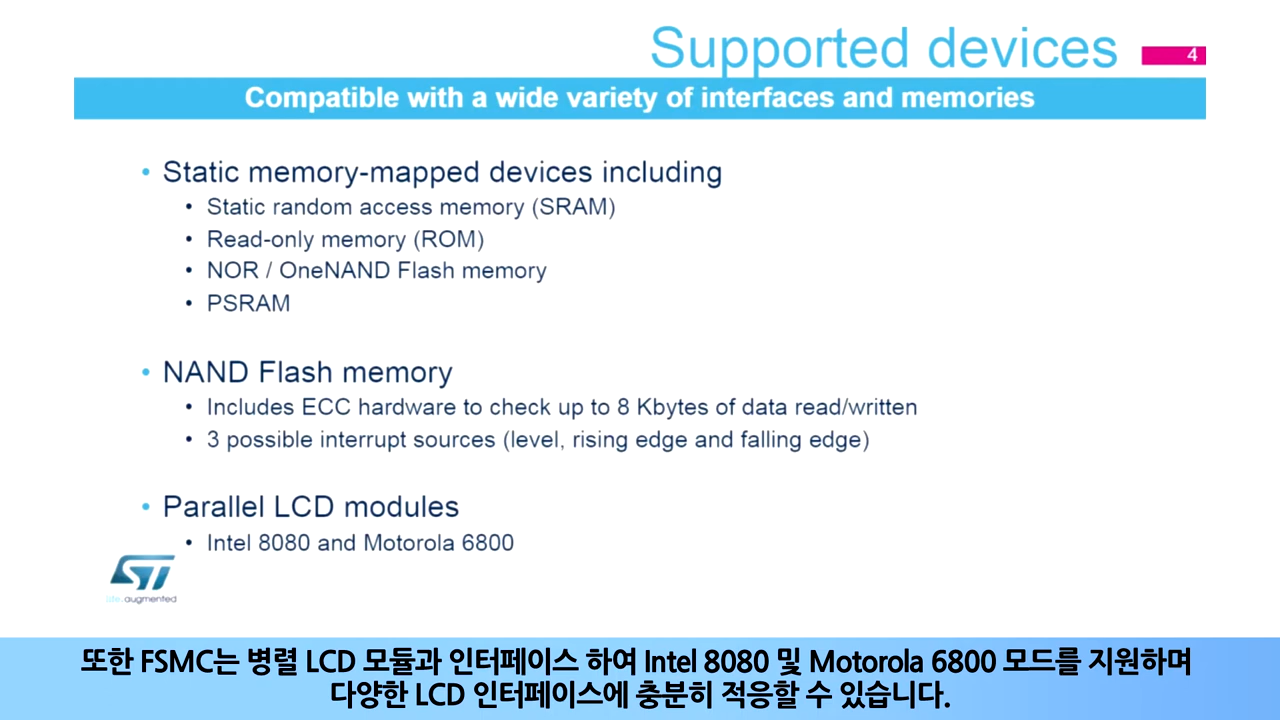 Supported devices
4
Compatible with a wide variety of interfaces and memories
• Static memory-mapped devices including
• Static random access memory (SRAM)
• Read-only memory (ROM)
• NOR / OneNAND Flash memory
• PSRAM
• NAND Flash memory
• Includes ECC hardware to check up to 8 Kbytes of data read/written
• 3 possible interrupt sources (level, rising edge and falling edge)
• Parallel LCD modules
• Intel 8080 and Motorola 6800
ST
life.augmented
또한 FSMC는 병렬 LCD 모듈과 인터페이스 하여 Intel 8080 및 Motorola 6800 모드를 지원하며
다양한 LCD 인터페이스에 충분히 적응할 수 있습니다.